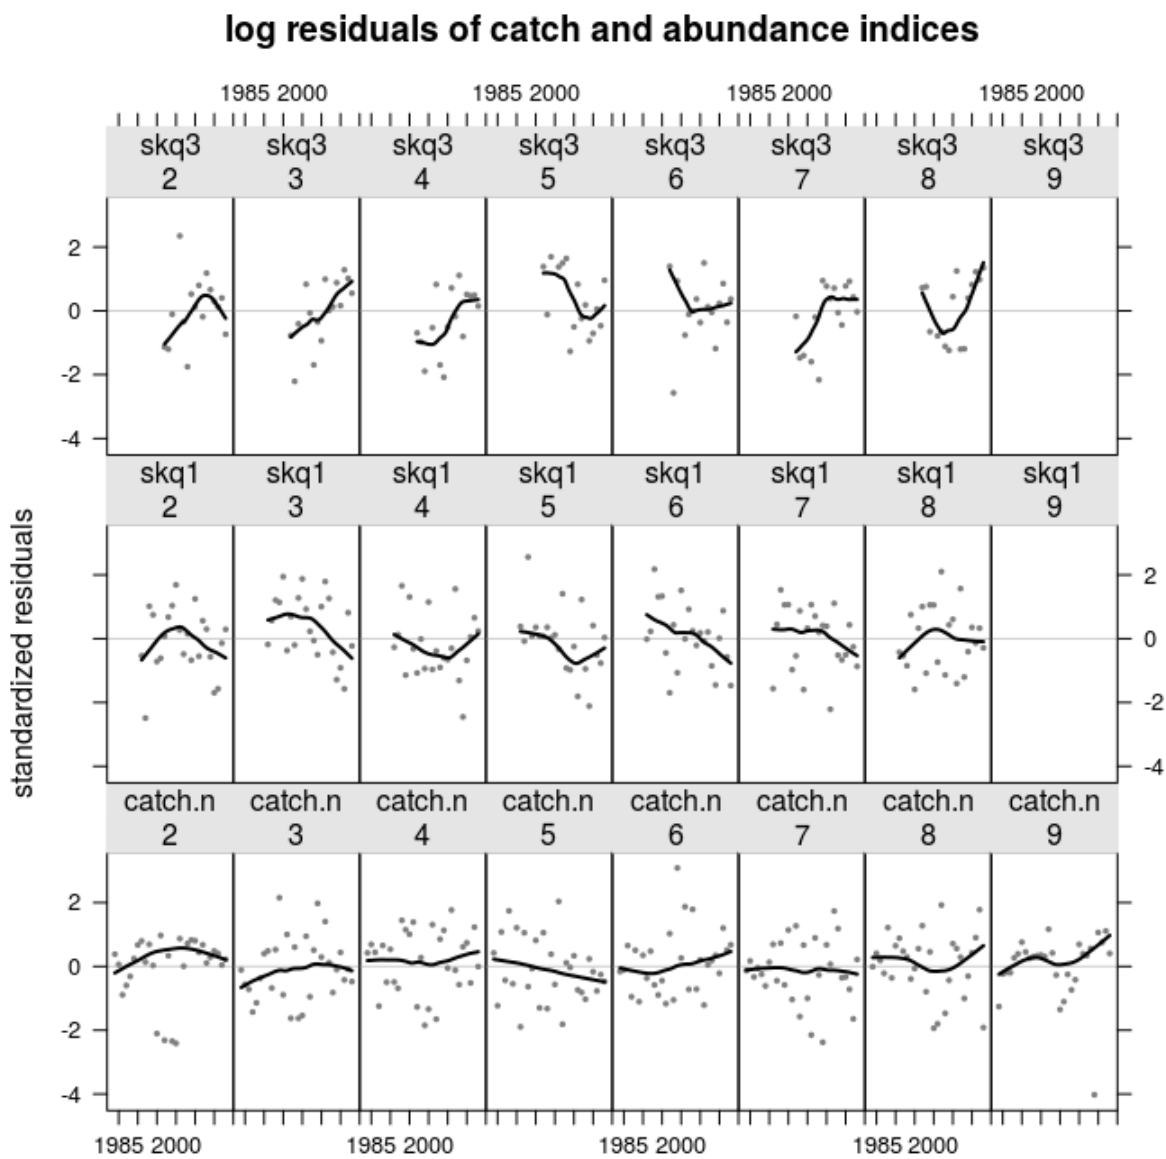 log residuals of catch and abundance indices
1985 2000 1985 2000 1985 2000 1985 2000
skq3 skq3 skq3 skq3 skq3 skq3 skq3 skq3
2 3 4 5 6 7 8 9
2
0
-2
-4
skq1 skq1 skq1 skq1 skq1 skq1 skq1 skq1
2 3 4 5 6 7 8 9
2
0
-2
-4
standardized residuals
catch.n catch.n catch.n catch.n catch.n catch.n catch.n catch.n
2 3 4 5 6 7 8 9
2
0
-2
-4
1985 2000 1985 2000 1985 2000 1985 2000